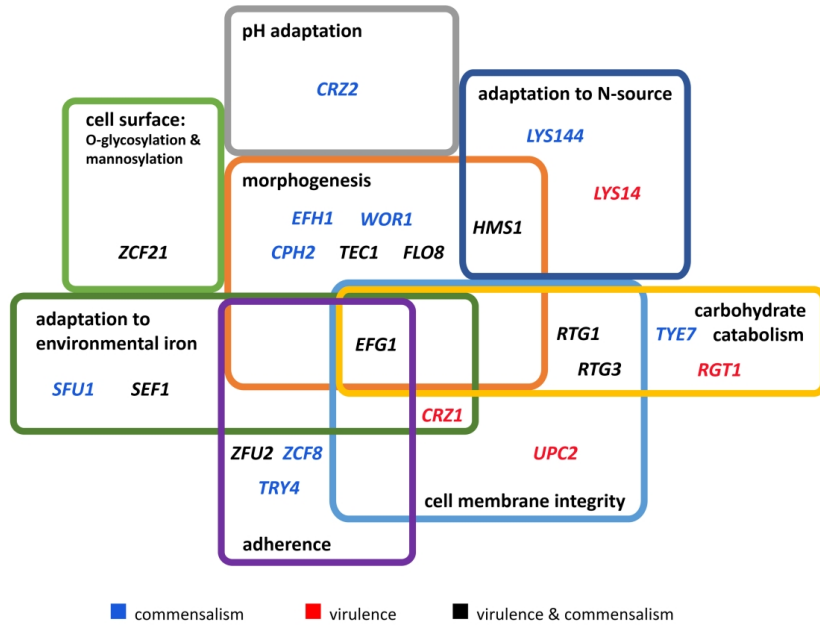 pH adaptation
CRZ2
adaptation to N-source
LYS144
LYS14
cell surface:
O-glycosylation &
mannosylation
ZCF21
morphogenesis
EFH1 WOR1
CPH2 TEC1 FLO8
HMS1
adaptation to
environmental iron
SFU1 SEF1
EFG1
RTG1
RTG3
carbohydrate
TYE7 catabolism
RGT1
CRZ1
ZFU2 ZCF8
TRY4
adherence
UPC2
cell membrane integrity
commensalism virulence virulence & commensalism